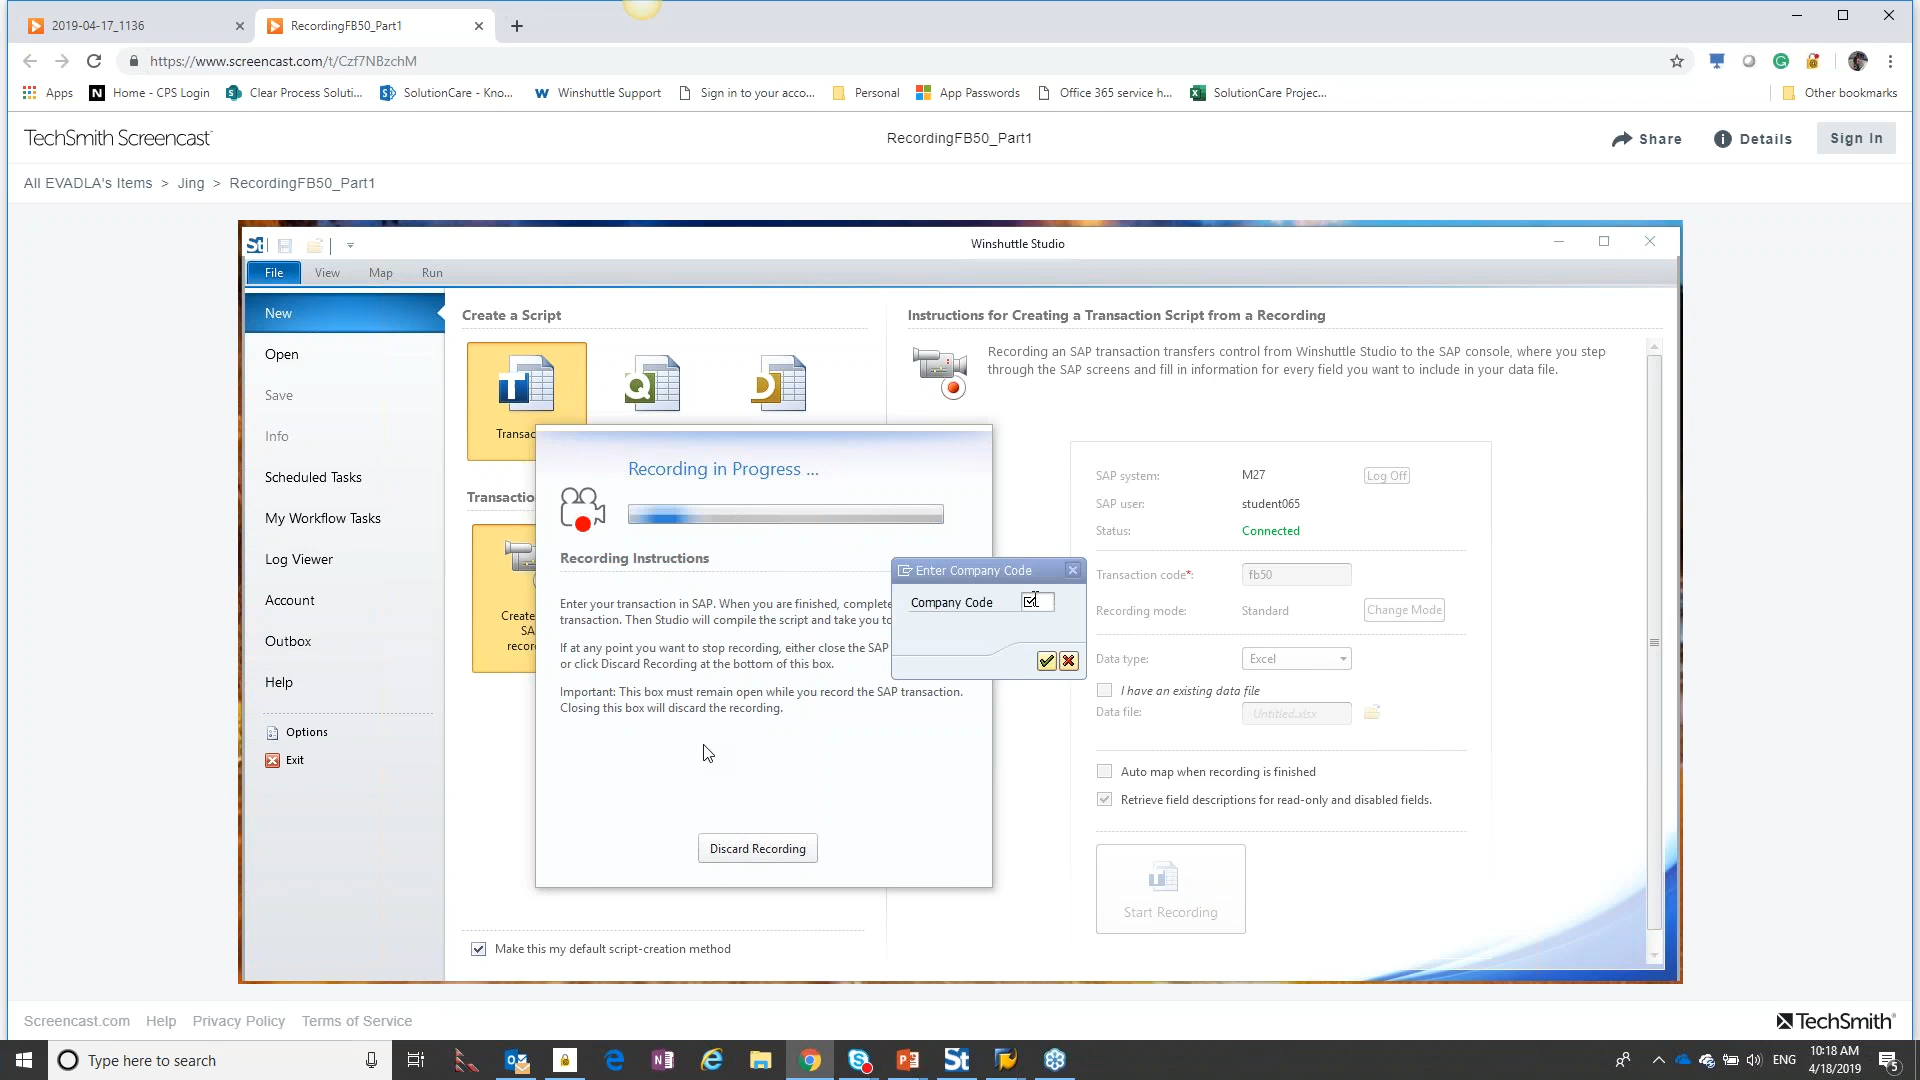 2019-04-17_1136
RecordingFB50_Part1
https://www.screencast.com/t/Czf7NBzchM
Apps
N
Home - CPS Login
Clear Process Soluti...
SolutionCare - Kno...
Winshuttle Support
Sign in to your acco...
Personal
App Passwords
Office 365 service h...
SolutionCare Projec...
Other bookmarks
TechSmith Screencast
RecordingFB50_Part1
Share
Details
Sign In
All EVADLA's Items > Jing > RecordingFB50_Part1
St
Winshuttle Studio
File
View
Map
Run
New
Open
Save
Info
Scheduled Tasks
My Workflow Tasks
Log Viewer
Account
Outbox
Help
Options
Exit
Create a Script
T
Q
D
Transac
Transactio
Create
SA
recor
Make this my default script-creation method
Recording in Progress ...
Recording Instructions
Enter your transaction in SAP. When you are finished, complete
transaction. Then Studio will compile the script and take you to
If at any point you want to stop recording, either close the SAP
or click Discard Recording at the bottom of this box.
Important: This box must remain open while you record the SAP transaction.
Closing this box will discard the recording.
Discard Recording
Enter Company Code
Company Code
Instructions for Creating a Transaction Script from a Recording
Recording an SAP transaction transfers control from Winshuttle Studio to the SAP console, where you step
through the SAP screens and fill in information for every field you want to include in your data file.
SAP system:
M27
Log Off
SAP user:
student065
Status:
Connected
Transaction code*:
fb50
Recording mode:
Standard
Change Mode
Data type:
Excel
I have an existing data file
Data file:
Untitled.xlsx
Auto map when recording is finished
Retrieve field descriptions for read-only and disabled fields.
Start Recording
Screencast.com
Help
Privacy Policy
Terms of Service
TechSmith
Type here to search
St
ENG
10:18 AM
4/18/2019
5